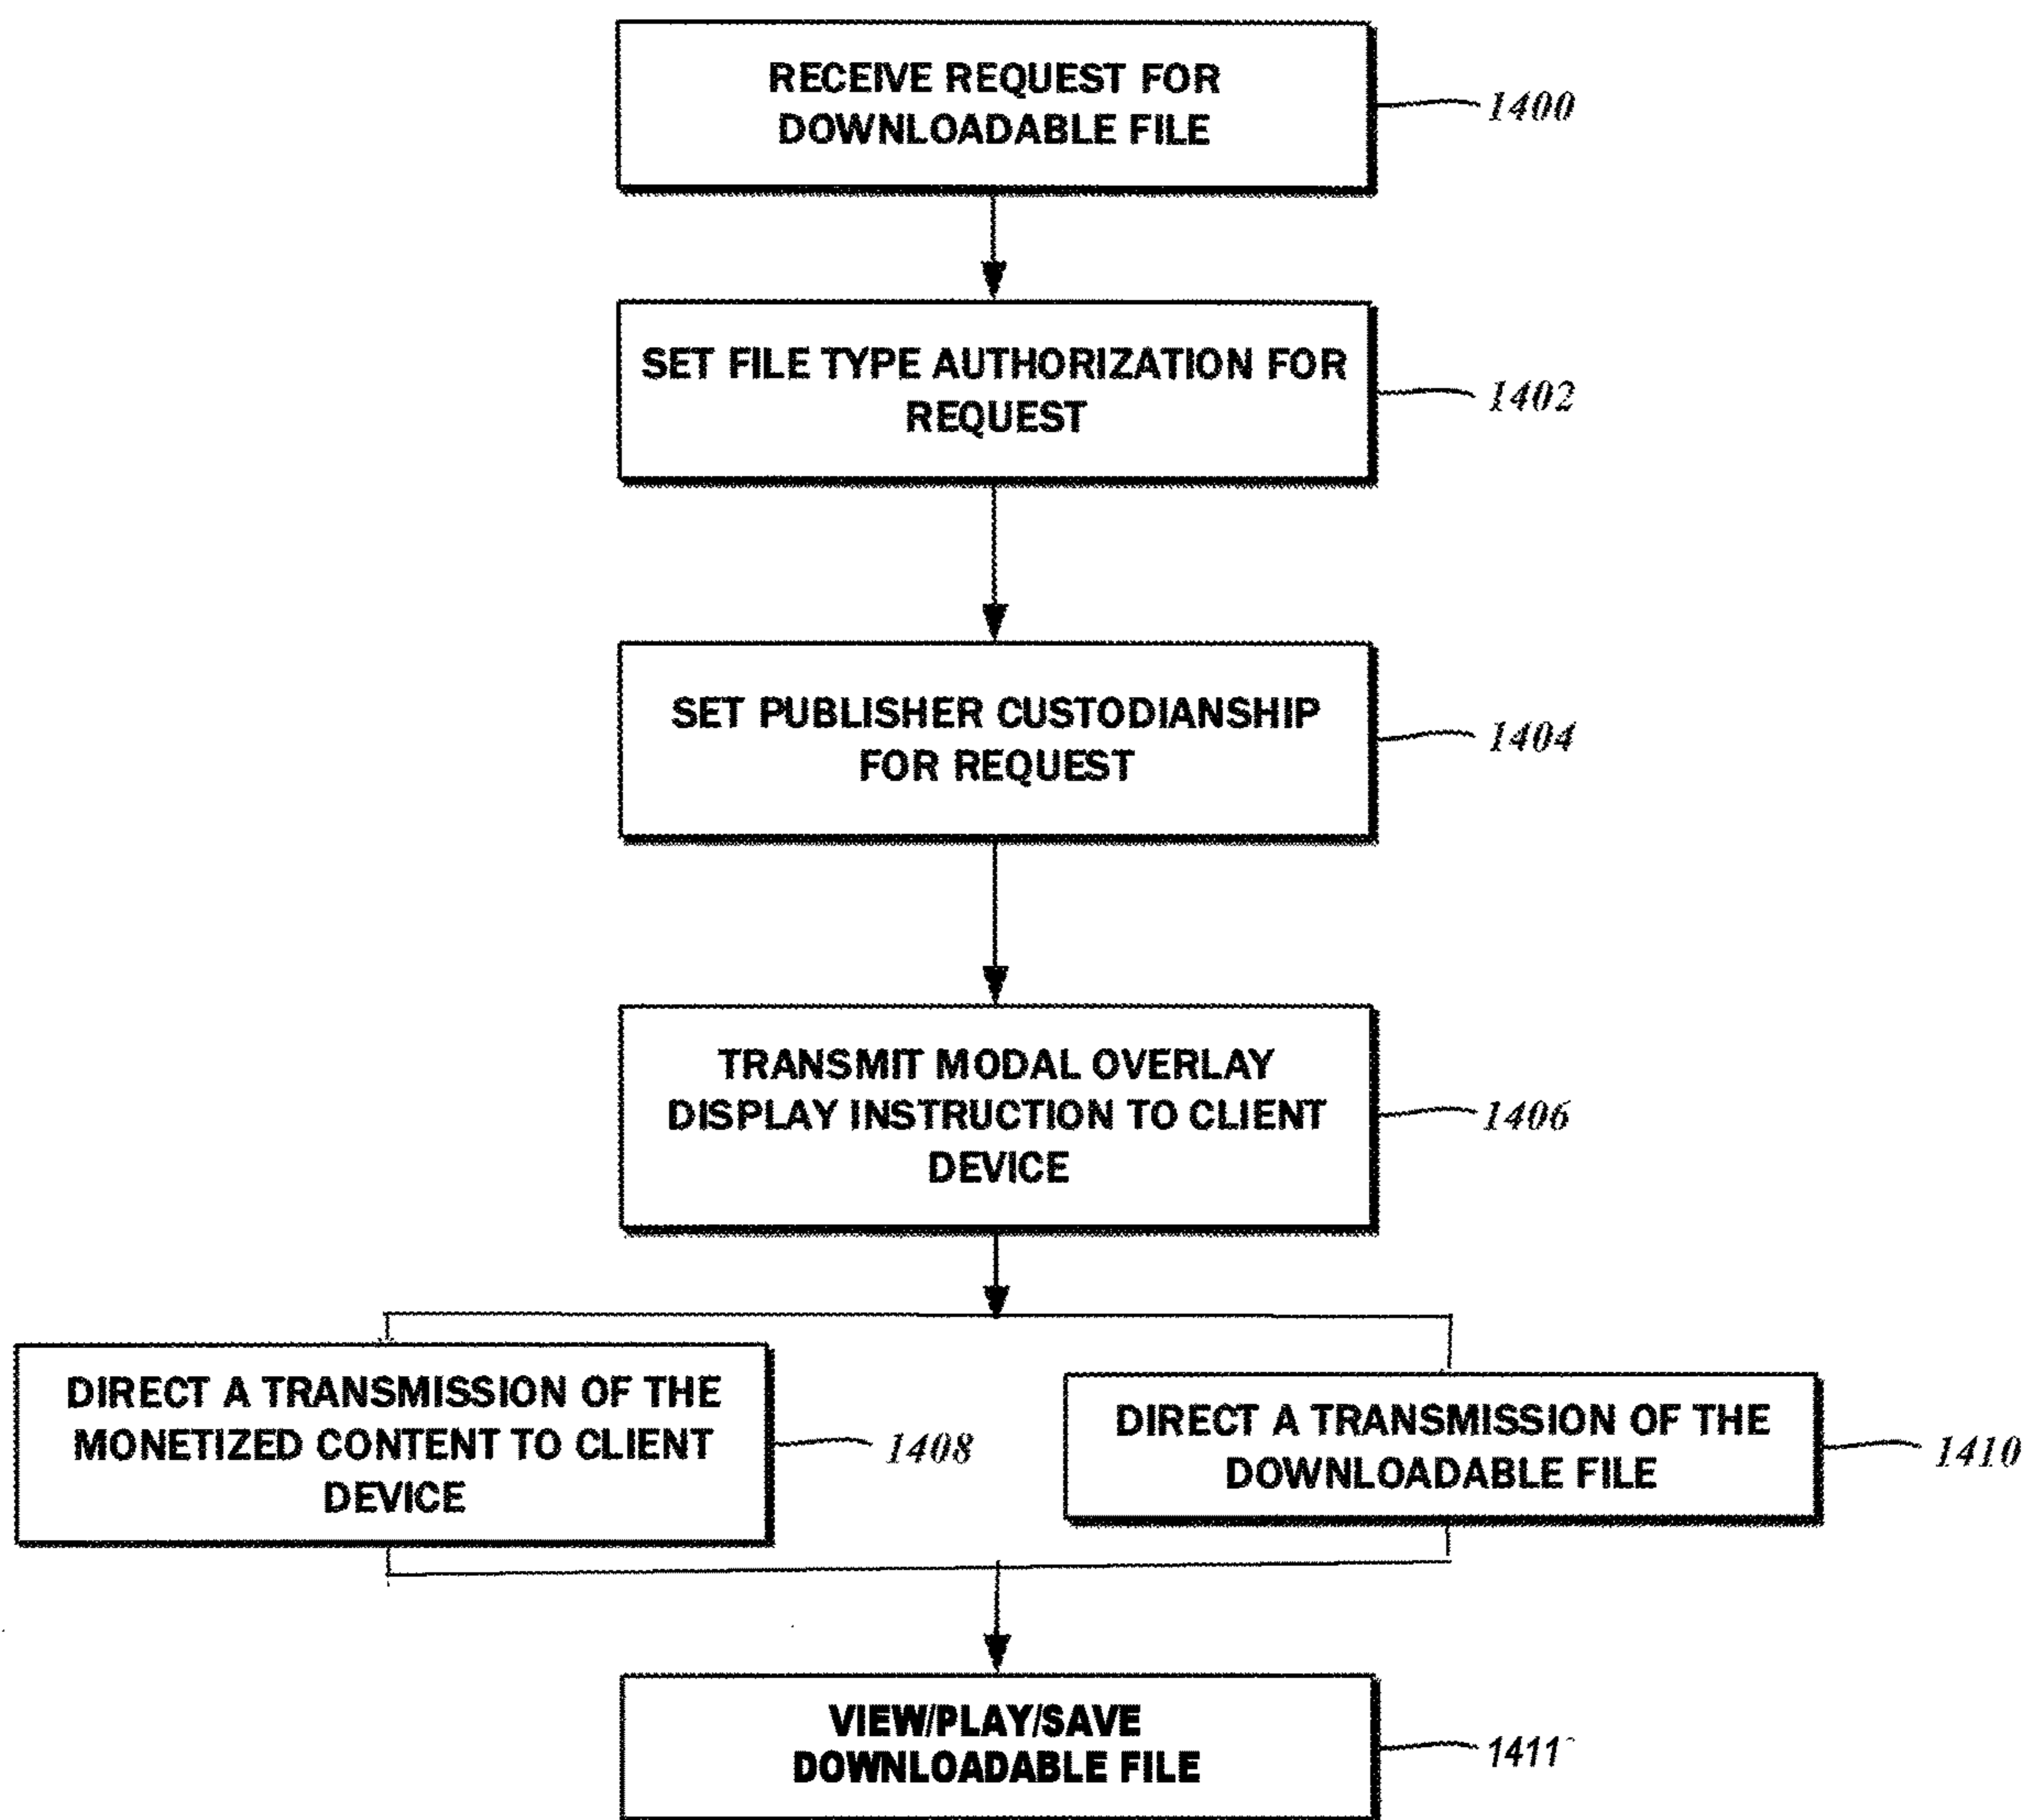 RECEIVE REQUEST FOR
DOWNLOADABLE FILE
1400
SET FILE TYPE AUTHORIZATION FOR
REQUEST
1402
SET PUBLISHER CUSTODIANSHIP
FOR REQUEST
1404
TRANSMIT MODAL OVERLAY
DISPLAY INSTRUCTION TO CLIENT
DEVICE
1406
DIRECT A TRANSMISSION OF THE
MONETIZED CONTENT TO CLIENT
DEVICE
1408
DIRECT A TRANSMISSION OF THE
DOWNLOADABLE FILE
1410
VIEW/PLAY/SAVE
DOWNLOADABLE FILE
1411